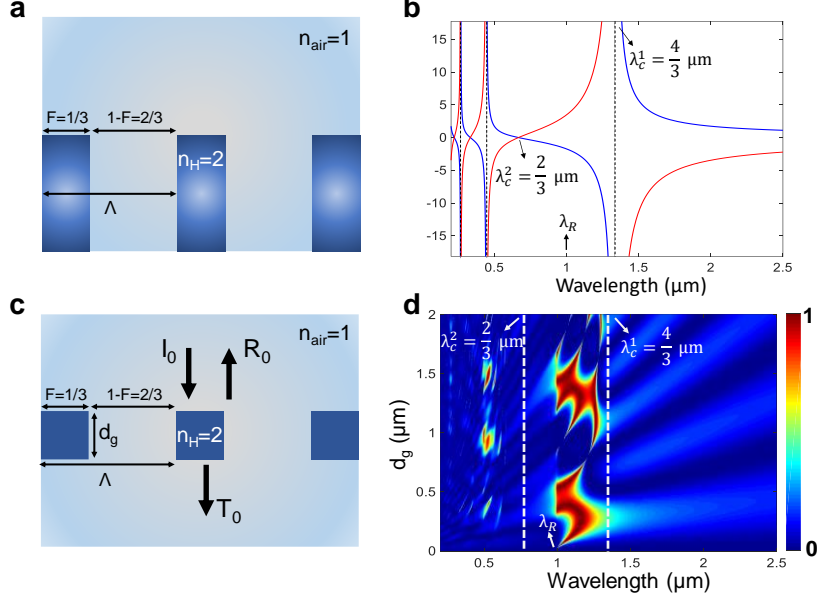 a
n_air=1
F=1/3
1-F=2/3
n_H=2
Λ
b
15
10
5
0
-5
-10
-15
λ_c^1 = 4/3 μm
λ_c^2 = 2/3 μm
λ_R
0.5
1
1.5
2
2.5
Wavelength (μm)
c
n_air=1
I_0
R_0
F=1/3
1-F=2/3
n_H=2
d_g
Λ
T_0
d
2
1.5
1
0.5
0
d_g (μm)
λ_c^2 = 2/3 μm
λ_c^1 = 4/3 μm
λ_R
0.5
1
1.5
2
2.5
Wavelength (μm)
1
0